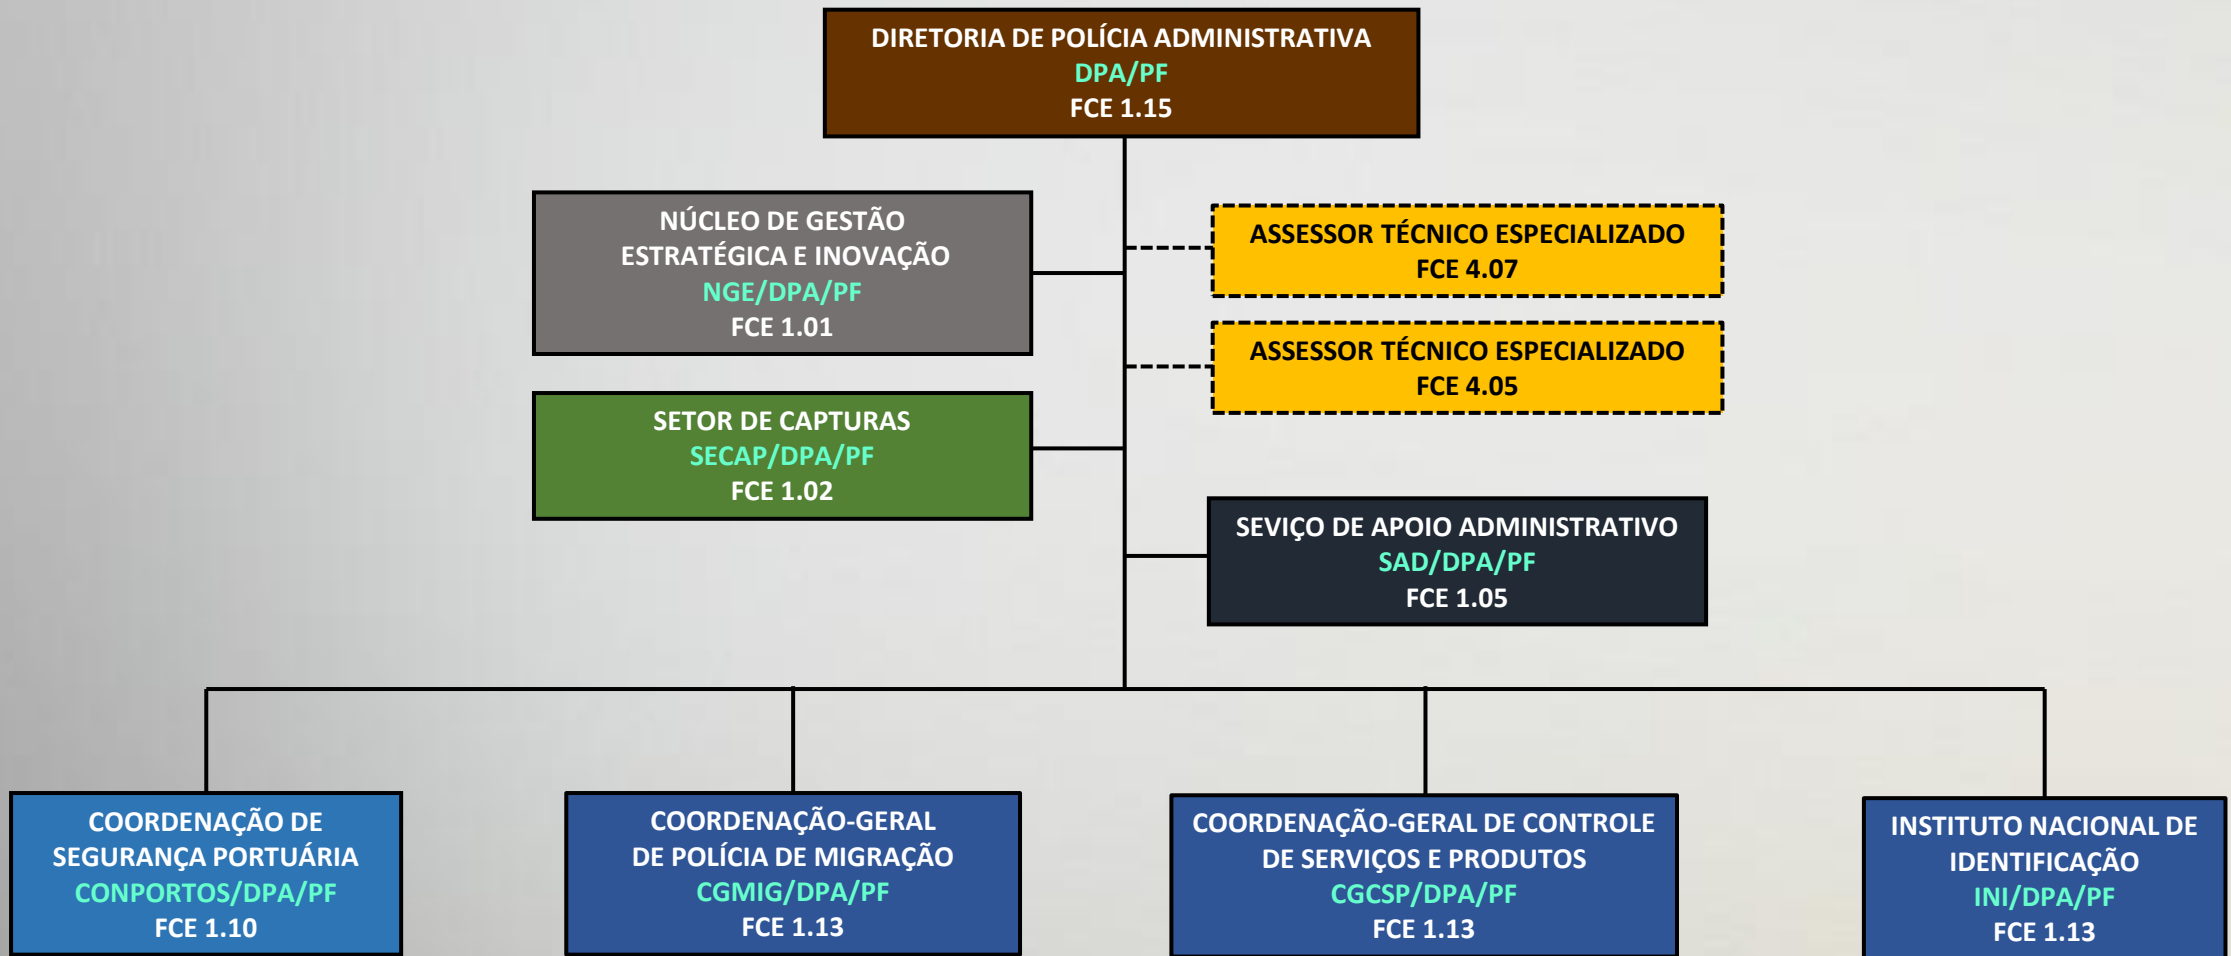 DIRETORIA DE POLÍCIA ADMINISTRATIVA
DPA/PF
FCE 1.15
NÚCLEO DE GESTÃO
ESTRATÉGICA E INOVAÇÃO
NGE/DPA/PF
FCE 1.01
ASSESSOR TÉCNICO ESPECIALIZADO
FCE 4.07
ASSESSOR TÉCNICO ESPECIALIZADO
FCE 4.05
SETOR DE CAPTURAS
SECAP/DPA/PF
FCE 1.02
SEVIÇO DE APOIO ADMINISTRATIVO
SAD/DPA/PF
FCE 1.05
COORDENAÇÃO DE
SEGURANÇA PORTUÁRIA
CONPORTOS/DPA/PF
FCE 1.10
COORDENAÇÃO-GERAL
DE POLÍCIA DE MIGRAÇÃO
CGMIG/DPA/PF
FCE 1.13
COORDENAÇÃO-GERAL DE CONTROLE
DE SERVIÇOS E PRODUTOS
CGCSP/DPA/PF
FCE 1.13
INSTITUTO NACIONAL DE
IDENTIFICAÇÃO
INI/DPA/PF
FCE 1.13